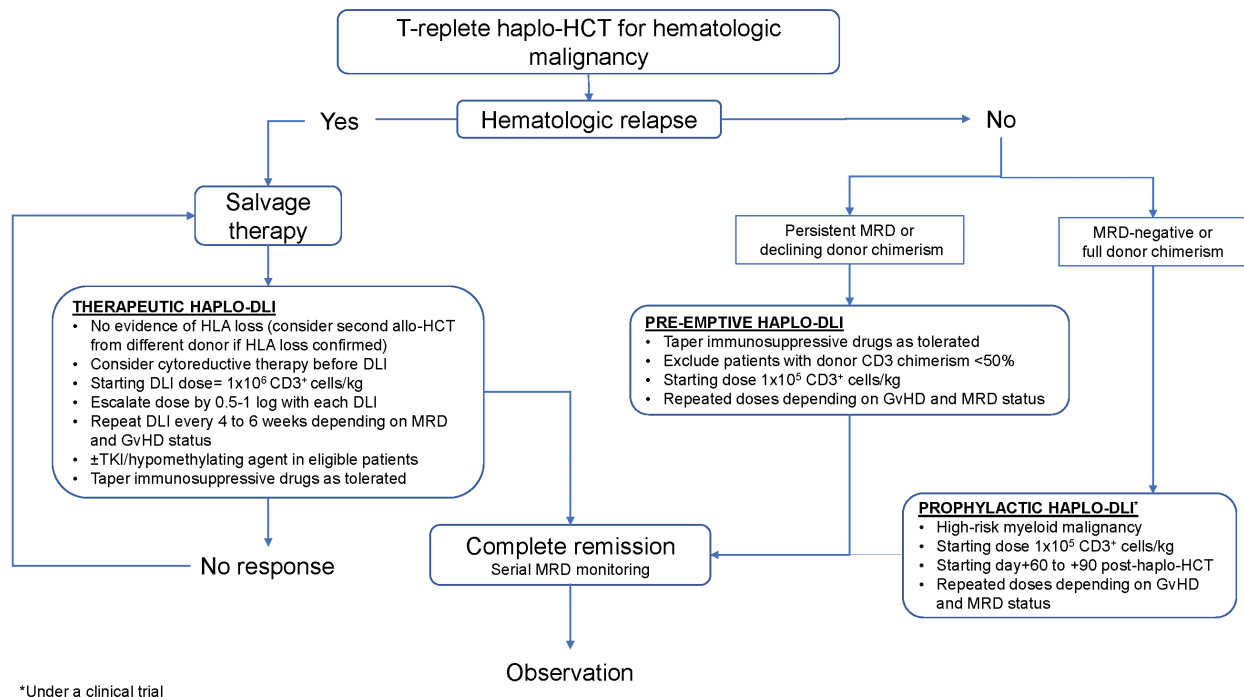 T-replete haplo-HCT for hematologic
malignancy
Hematologic relapse
Yes
No
Salvage
therapy
Persistent MRD or
declining donor chimerism
MRD-negative or
full donor chimerism
THERAPEUTIC HAPLO-DLI
• No evidence of HLA loss (consider second allo-HCT
from different donor if HLA loss confirmed)
• Consider cytoreductive therapy before DLI
• Starting DLI dose= 1x10⁶ CD3⁺ cells/kg
• Escalate dose by 0.5-1 log with each DLI
• Repeat DLI every 4 to 6 weeks depending on MRD
and GvHD status
• ±TKI/hypomethylating agent in eligible patients
• Taper immunosuppressive drugs as tolerated
PRE-EMPTIVE HAPLO-DLI
• Taper immunosuppressive drugs as tolerated
• Exclude patients with donor CD3 chimerism <50%
• Starting dose 1x10⁵ CD3⁺ cells/kg
• Repeated doses depending on GvHD and MRD status
PROPHYLACTIC HAPLO-DLI*
• High-risk myeloid malignancy
• Starting dose 1x10⁵ CD3⁺ cells/kg
• Starting day+60 to +90 post-haplo-HCT
• Repeated doses depending on GvHD
and MRD status
No response
Complete remission
Serial MRD monitoring
Observation
*Under a clinical trial